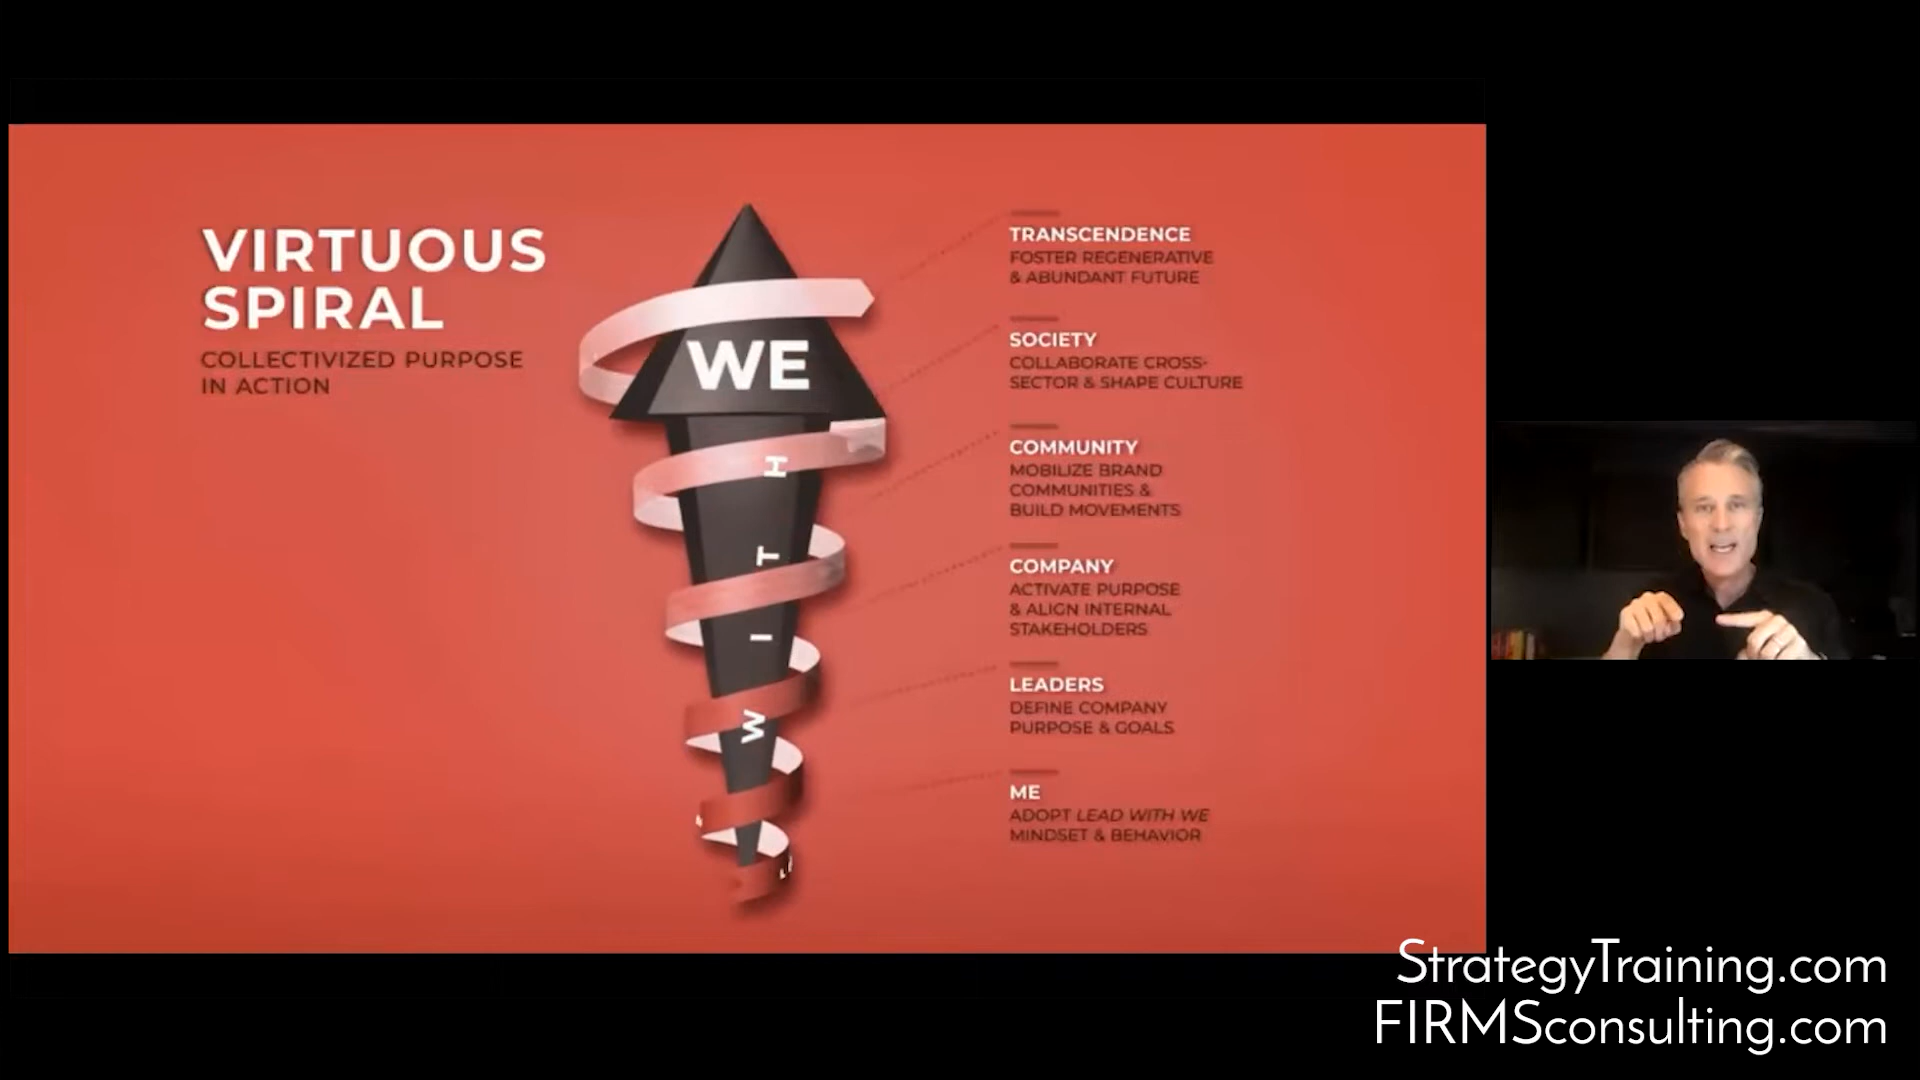 VIRTUOUS
SPIRAL
COLLECTIVIZED PURPOSE
IN ACTION
WE
H
T
I
W
TRANSCENDENCE
FOSTER REGENERATIVE
& ABUNDANT FUTURE
SOCIETY
COLLABORATE CROSS-
SECTOR & SHAPE CULTURE
COMMUNITY
MOBILIZE BRAND
COMMUNITIES &
BUILD MOVEMENTS
COMPANY
ACTIVATE PURPOSE
& ALIGN INTERNAL
STAKEHOLDERS
LEADERS
DEFINE COMPANY
PURPOSE & GOALS
ME
ADOPT LEAD WITH WE
MINDSET & BEHAVIOR
StrategyTraining.com
FIRMSconsulting.com